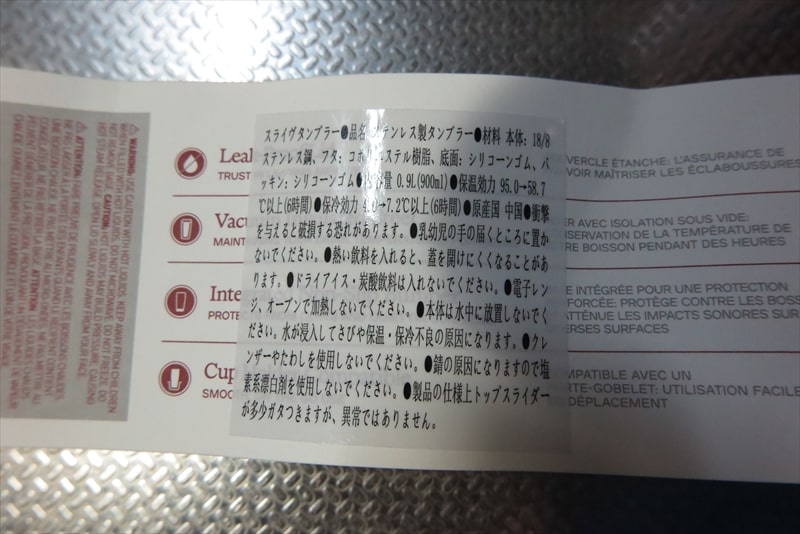 スライヴタンブラー●品名 ステンレス製タンブラー●材料 本体: 18/8
ステンレス鋼、フタ: コポリエステル樹脂、底面: シリコーンゴム、パ
ッキン: シリコーンゴム● 容量 0.9L(900ml)●保温効力 95.0→58.7
℃以上(6時間)●保冷効力 4.0→7.2℃以上(6時間)●原産国 中国●衝撃
を与えると破損する恐れがあります。●乳幼児の手の届くところに置か
ないでください。●熱い飲料を入れると、蓋を開けにくくなることがあ
ります。●ドライアイス・炭酸飲料は入れないでください。●電子レン
ジ、オーブンで加熱しないでください。●本体は水中に放置しないでく
ださい。水が浸入してさびや保温・保冷不良の原因になります。●クレ
ンザーやたわしを使用しないでください。●錆の原因になりますので塩
素系漂白剤を使用しないでください。●製品の仕様上トップスライダー
が多少ガタつきますが、異常ではありません。
Leak
TRUST
Vacu
MAINT
Inte
PROTE
Cup
SMOO
VERCLE ÉTANCHE: L'ASSURANCE DE
VOIR MAÎTRISER LES ÉCLABOUSSURES
ER AVEC ISOLATION SOUS VIDE:
NSERVATION DE LA TEMPÉRATURE DE
RE BOISSON PENDANT DES HEURES
E INTÉGRÉE POUR UNE PROTECTION
FORCÉE: PROTÈGE CONTRE LES BOSS
ATTÉNUE LES IMPACTS SONORES SUR
ERSES SURFACES
MPATIBLE AVEC UN
RTE-GOBELET: UTILISATION FACILE
DÉPLACEMENT
WARNING: USE CAUTION WITH HOT LIQUIDS. KEEP AWAY FROM CHILDREN